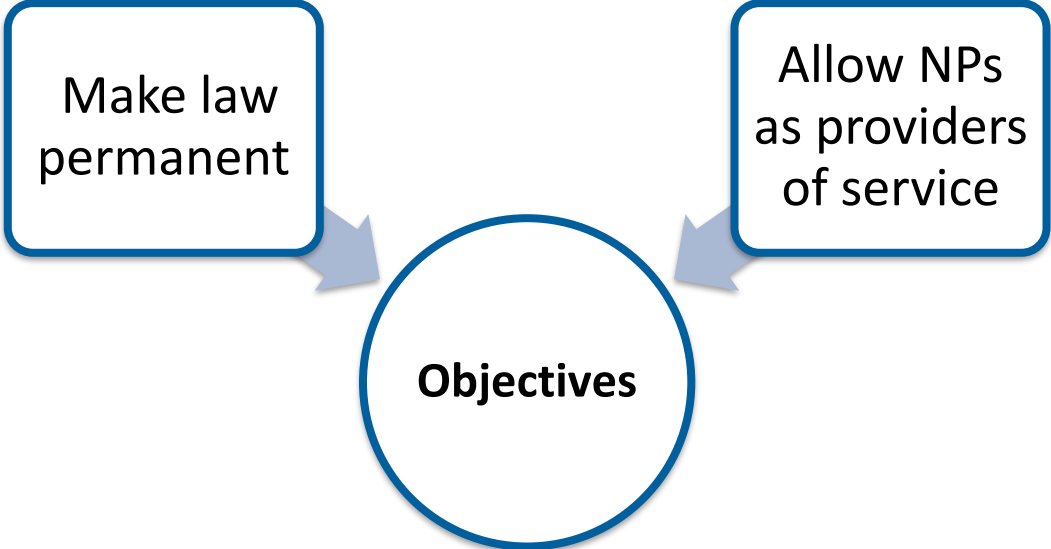 Make law
permanent
Allow NPs
as providers
of service
Objectives